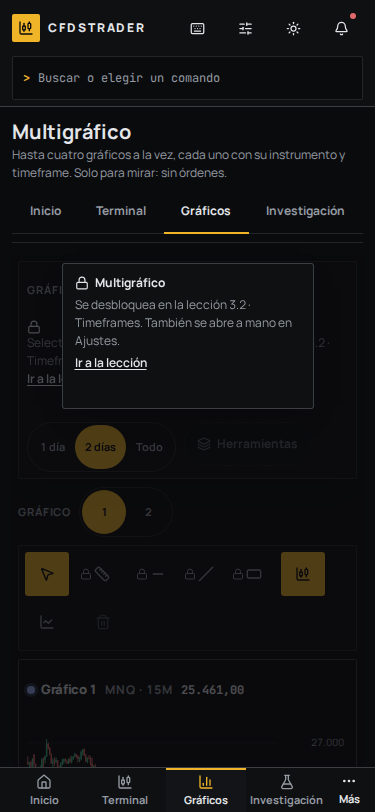 CFDSTRADER
> Buscar o elegir un comando
Multigráfico
Hasta cuatro gráficos a la vez, cada uno con su instrumento y
timeframe. Solo para mirar: sin órdenes.
Inicio Terminal Gráficos Investigación
Multigráfico
Se desbloquea en la lección 3.2 ·
Timeframes. También se abre a mano en
Ajustes.
Ir a la lección
1 día 2 días Todo Herramientas
GRÁFICO 1 2
Gráfico 1 MNQ · 15M 25.461,00
27.000
Inicio Terminal Gráficos Investigación Más